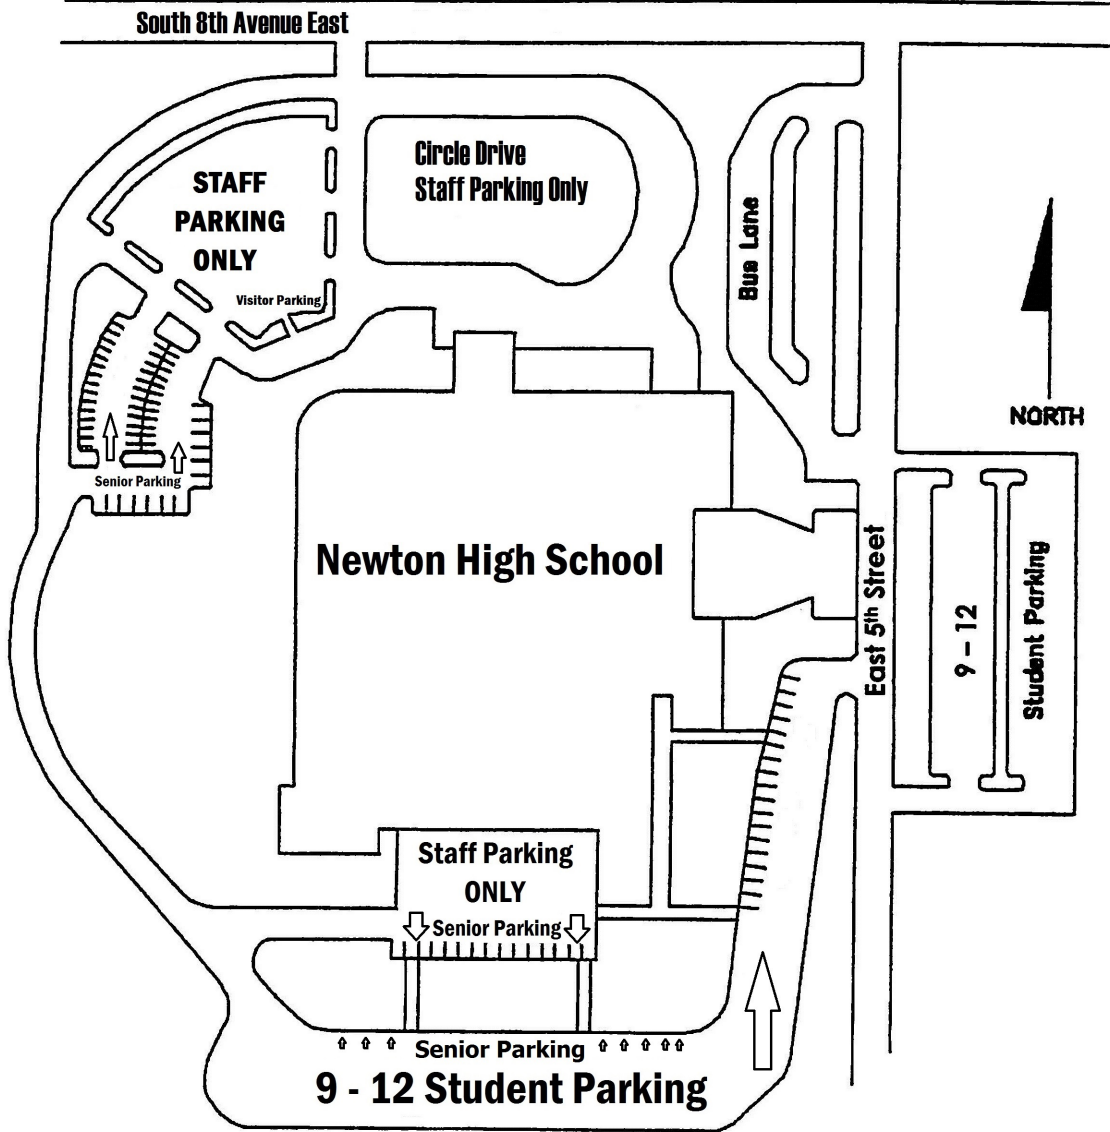 South 8th Avenue East
Circle Drive
Staff Parking Only
STAFF
PARKING
ONLY
Visitor Parking
Bus Lane
NORTH
Senior Parking
Newton High School
East 5th Street
9 - 12
Student Parking
Staff Parking
ONLY
Senior Parking
Senior Parking
9 - 12 Student Parking